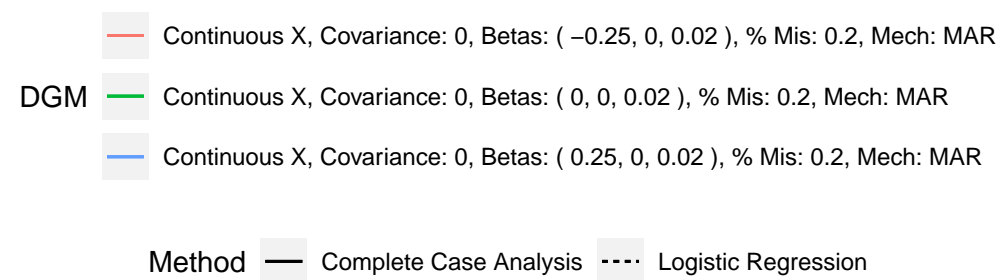 Continuous X, Covariance: 0, Betas: ( −0.25, 0, 0.02 ), % Mis: 0.2, Mech: MAR
DGM Continuous X, Covariance: 0, Betas: ( 0, 0, 0.02 ), % Mis: 0.2, Mech: MAR
Continuous X, Covariance: 0, Betas: ( 0.25, 0, 0.02 ), % Mis: 0.2, Mech: MAR
Method Complete Case Analysis Logistic Regression